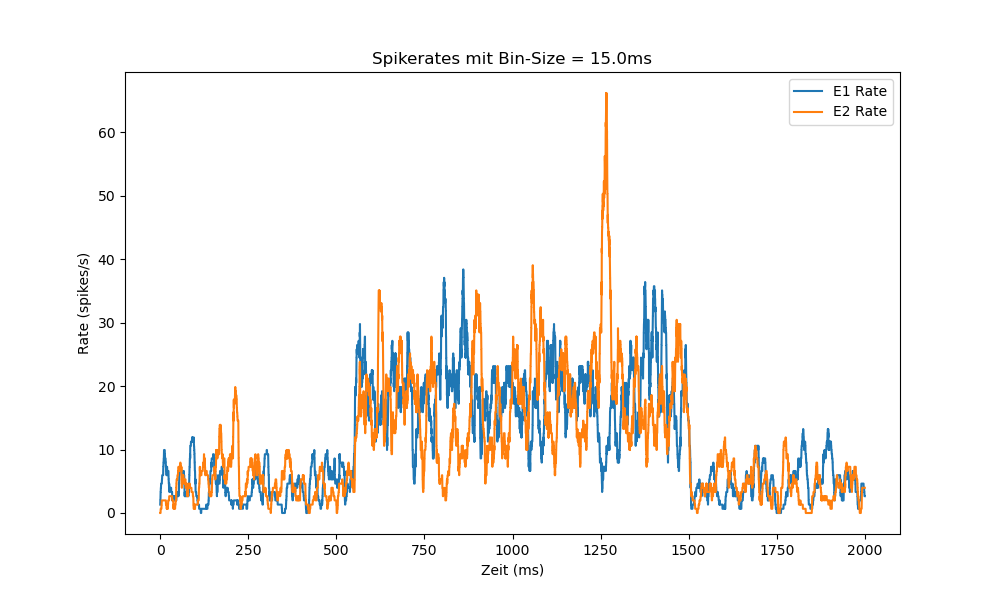 Spikerates mit Bin-Size = 15.0ms
E1 Rate
E2 Rate
Rate (spikes/s)
60
50
40
30
20
10
0
0 250 500 750 1000 1250 1500 1750 2000
Zeit (ms)